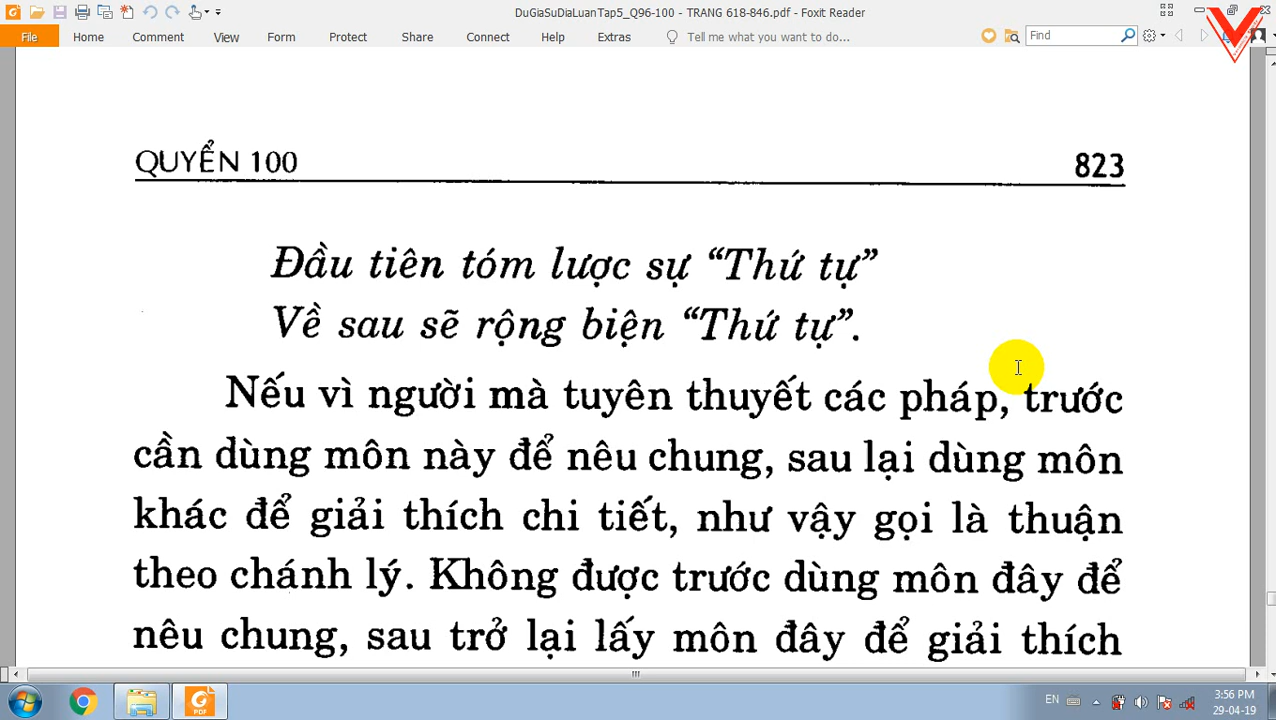 DuGiaSuDiaLuanTap5_Q96-100 - TRANG 618-846.pdf - Foxit Reader
File Home Comment View Form Protect Share Connect Help Extras Tell me what you want to do... Find
QUYỂN 100 823
Đầu tiên tóm lược sự “Thứ tự”
Về sau sẽ rộng biện “Thứ tự”.
Nếu vì người mà tuyên thuyết các pháp, trước
cần dùng môn này để nêu chung, sau lại dùng môn
khác để giải thích chi tiết, như vậy gọi là thuận
theo chánh lý. Không được trước dùng môn đây để
nêu chung, sau trở lại lấy môn đây để giải thích
PDF
EN
3:56 PM
29-04-19